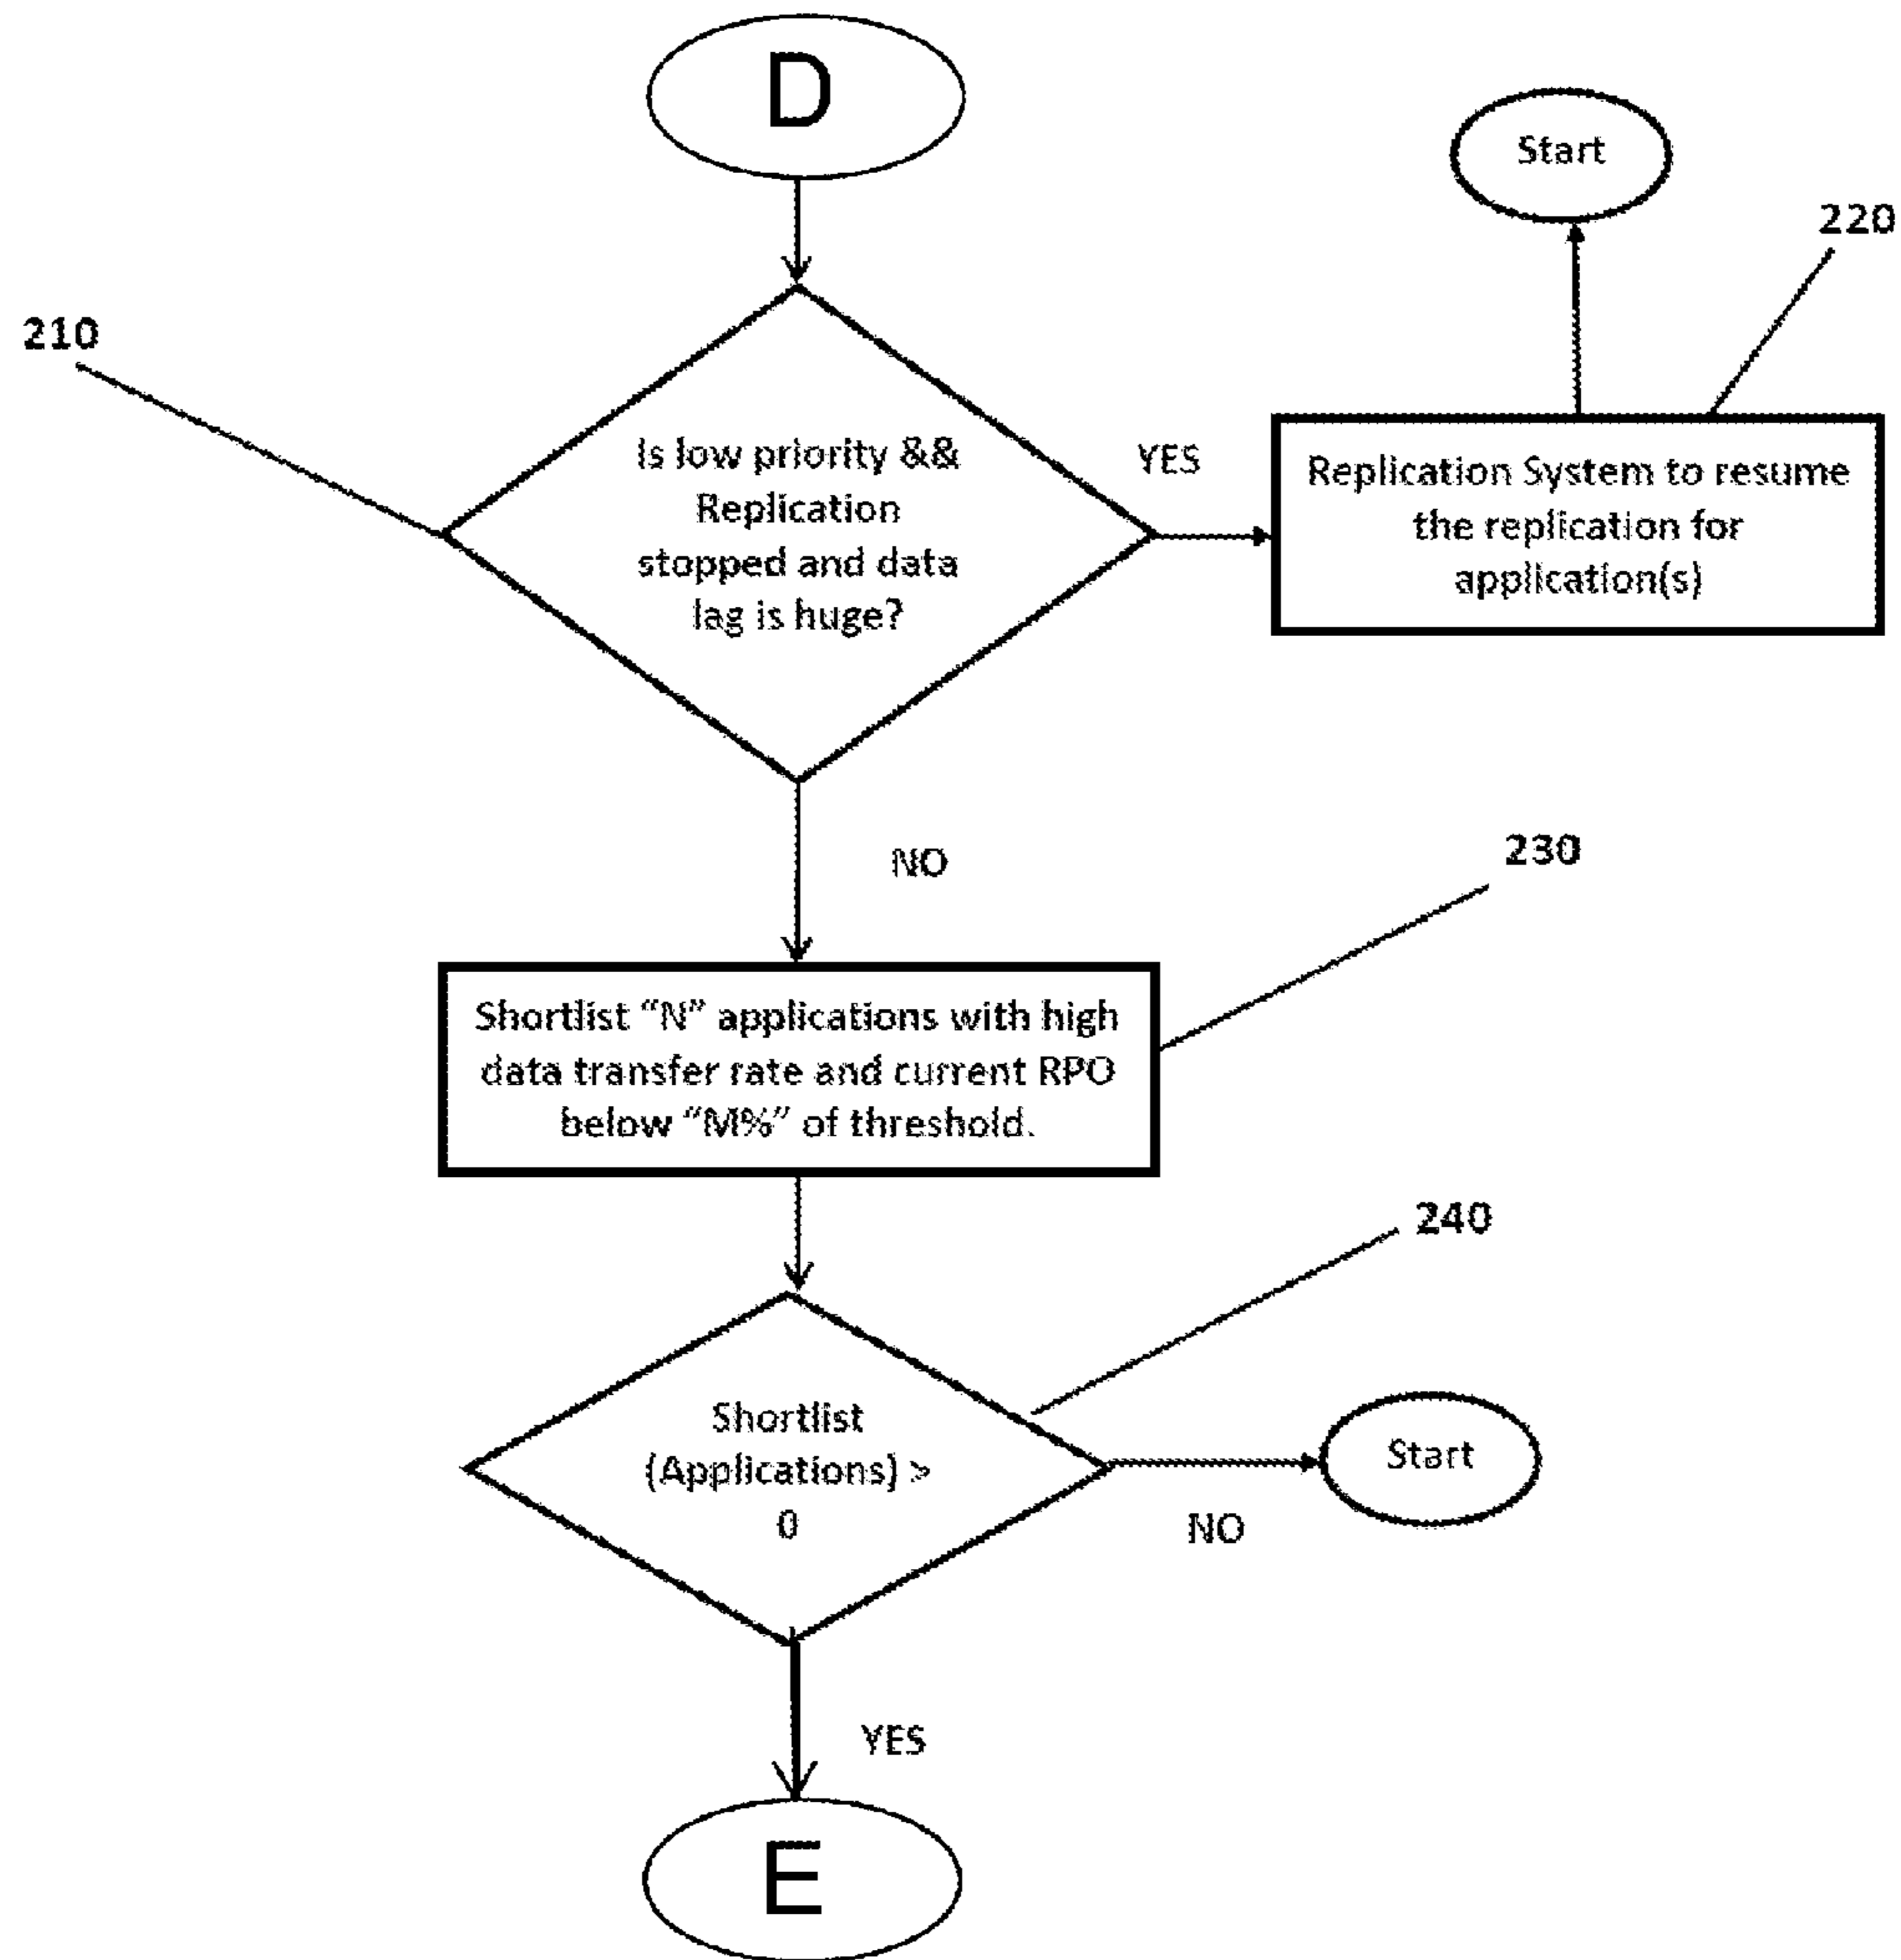 D
Start
220
210
Is low priority &&
Replication
stopped and data
lag is huge?
YES
Replication System to resume
the replication for
application(s)
NO
230
Shortlist “N” applications with high
data transfer rate and current RPO
below “M%” of threshold.
240
Shortlist
(Applications) >
0
Start
NO
YES
E